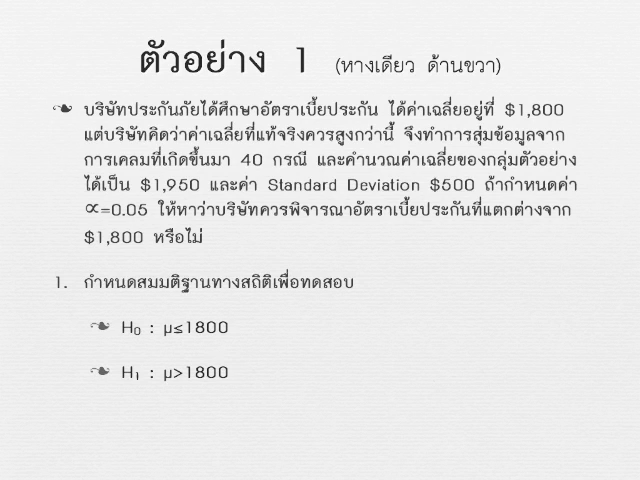 ตัวอย่าง 1 (หางเดียว ด้านขวา)
บริษัทประกันภัยได้ศึกษาอัตราเบี้ยประกัน ได้ค่าเฉลี่ยอยู่ที่ $1,800
แต่บริษัทคิดว่าค่าเฉลี่ยที่แท้จริงควรสูงกว่านี้ จึงทำการสุ่มข้อมูลจาก
การเคลมที่เกิดขึ้นมา 40 กรณี และคำนวณค่าเฉลี่ยของกลุ่มตัวอย่าง
ได้เป็น $1,950 และค่า Standard Deviation $500 ถ้ากำหนดค่า
∝=0.05 ให้หาว่าบริษัทควรพิจารณาอัตราเบี้ยประกันที่แตกต่างจาก
$1,800 หรือไม่
1. กำหนดสมมติฐานทางสถิติเพื่อทดสอบ
H₀ : µ≤1800
H₁ : µ>1800